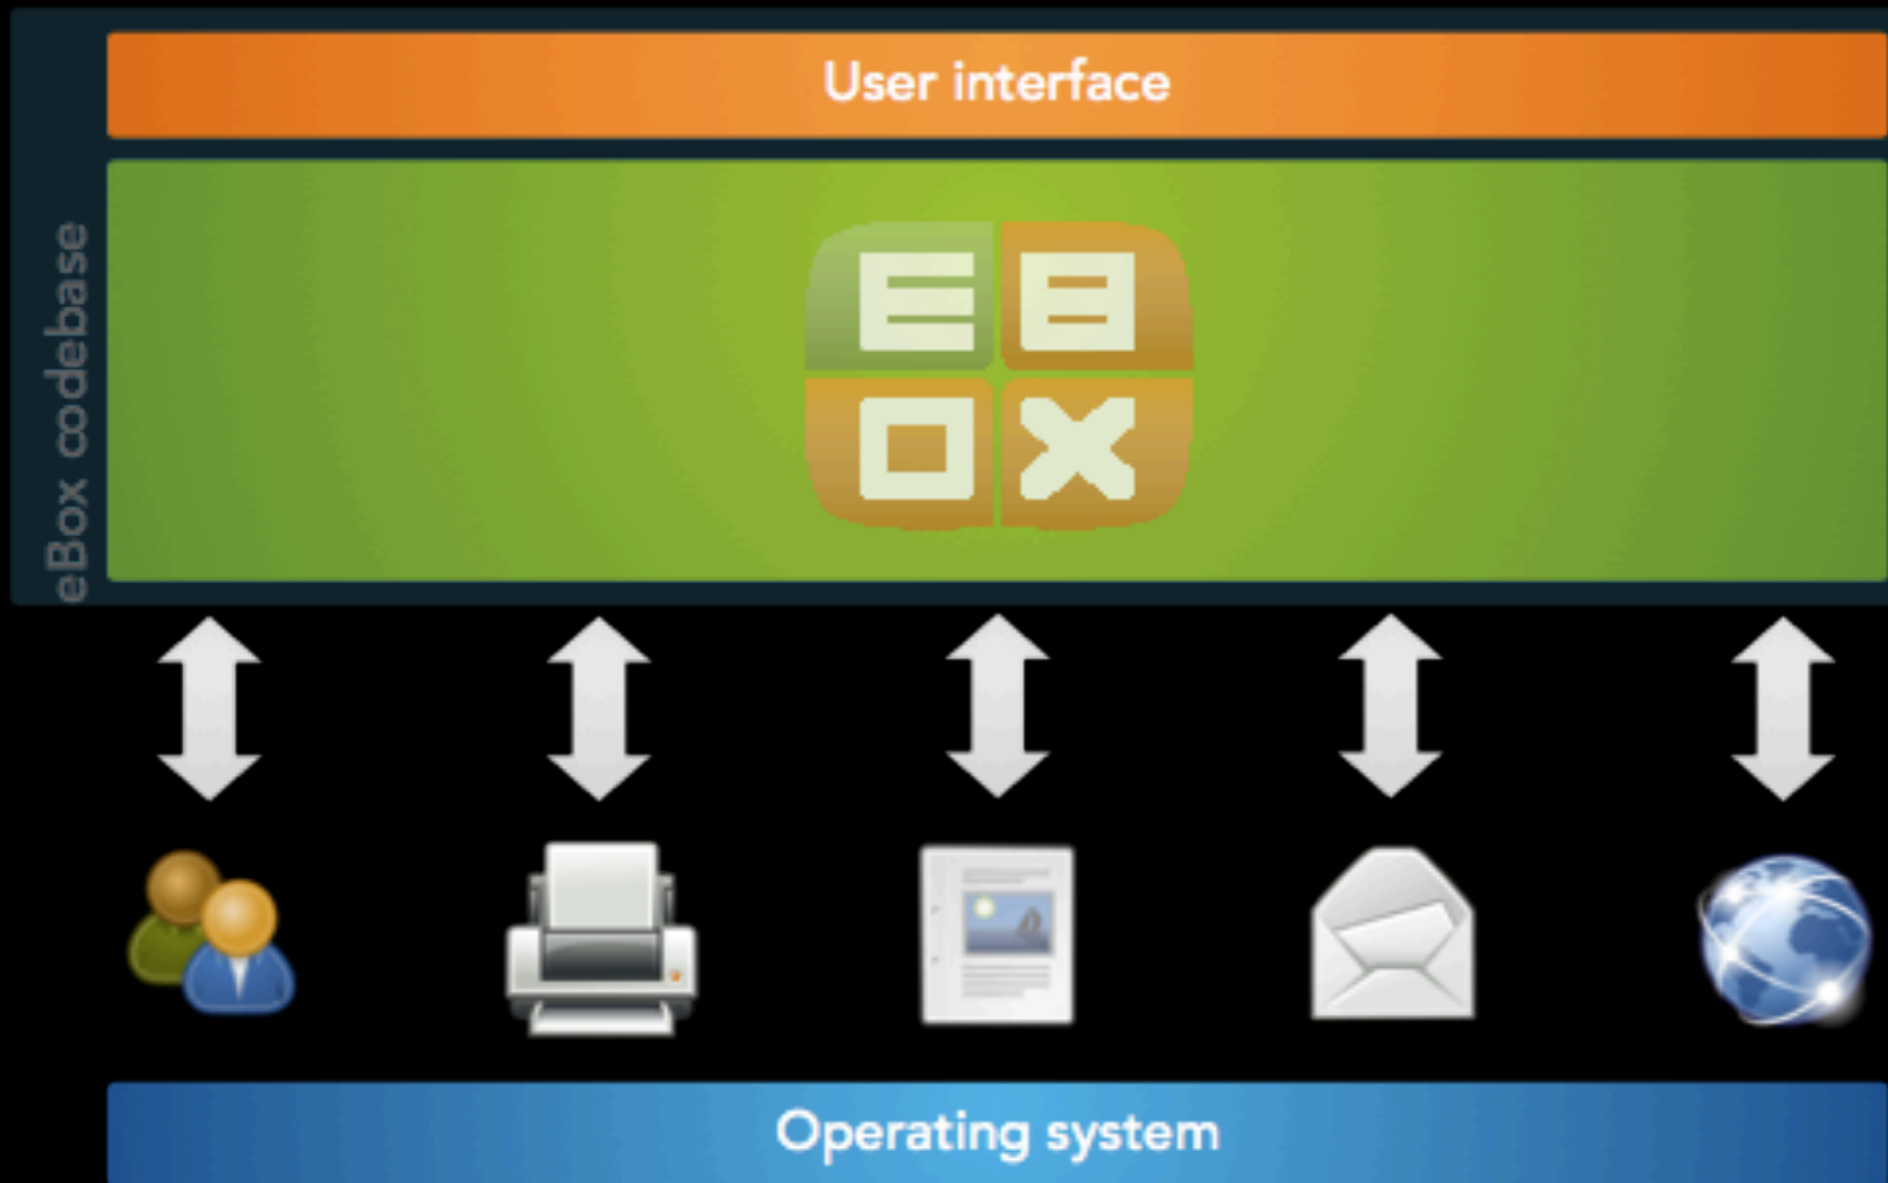 User interface
eBox codebase
EB
OX
Operating system